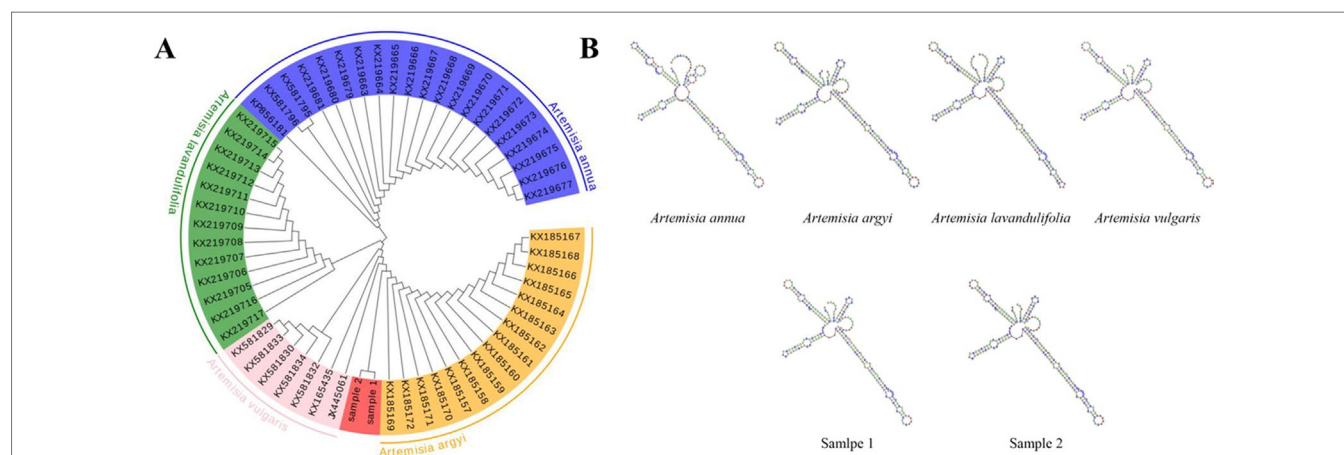 A
B
KX219715
KX219714
KX219713
KX219712
KX219711
KX219710
KX219709
KX219708
KX219707
KX219706
KX219705
KX219716
KX219717
Artemisia lavandulifolia
KP856181
KX581796
KX581795
KX219681
KX219680
KX219679
KX219663
KX219664
KX219665
KX219666
KX219667
KX219668
KX219669
KX219670
KX219671
KX219672
KX219673
KX219674
KX219675
KX219676
KX219677
Artemisia annua
KX185167
KX185168
KX185166
KX185165
KX185164
KX185163
KX185162
KX185161
KX185160
KX185159
KX185158
KX185157
KX185170
KX185171
KX185172
KX185169
Artemisia argyi
sample 1
sample 2
JX445061
KX165435
KX581832
KX581834
KX581830
KX581833
KX581829
Artemisia vulgaris
Artemisia annua
Artemisia argyi
Artemisia lavandulifolia
Artemisia vulgaris
Samlpe 1
Sample 2